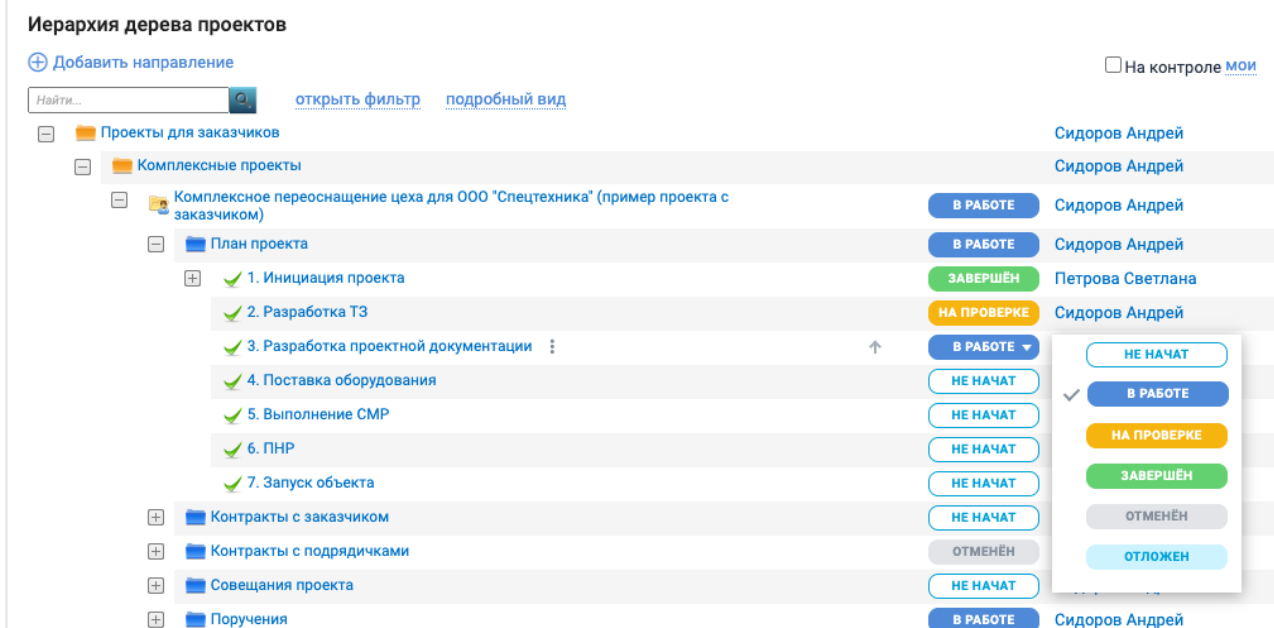 Иерархия дерева проектов
Добавить направление
На контроле мои
Найти...
открыть фильтр подробный вид
Проекты для заказчиков Сидоров Андрей
Комплексные проекты Сидоров Андрей
Комплексное переоснащение цеха для ООО "Спецтехника" (пример проекта с
заказчиком) В РАБОТЕ Сидоров Андрей
План проекта В РАБОТЕ Сидоров Андрей
1. Инициация проекта ЗАВЕРШЁН Петрова Светлана
2. Разработка ТЗ НА ПРОВЕРКЕ Сидоров Андрей
3. Разработка проектной документации В РАБОТЕ
НЕ НАЧАТ
4. Поставка оборудования НЕ НАЧАТ
В РАБОТЕ
5. Выполнение СМР НЕ НАЧАТ
НА ПРОВЕРКЕ
6. ПНР НЕ НАЧАТ
ЗАВЕРШЁН
7. Запуск объекта НЕ НАЧАТ
Контракты с заказчиком НЕ НАЧАТ
ОТМЕНЁН
Контракты с подрядичками ОТМЕНЁН
ОТЛОЖЕН
Совещания проекта НЕ НАЧАТ
Поручения В РАБОТЕ Сидоров Андрей